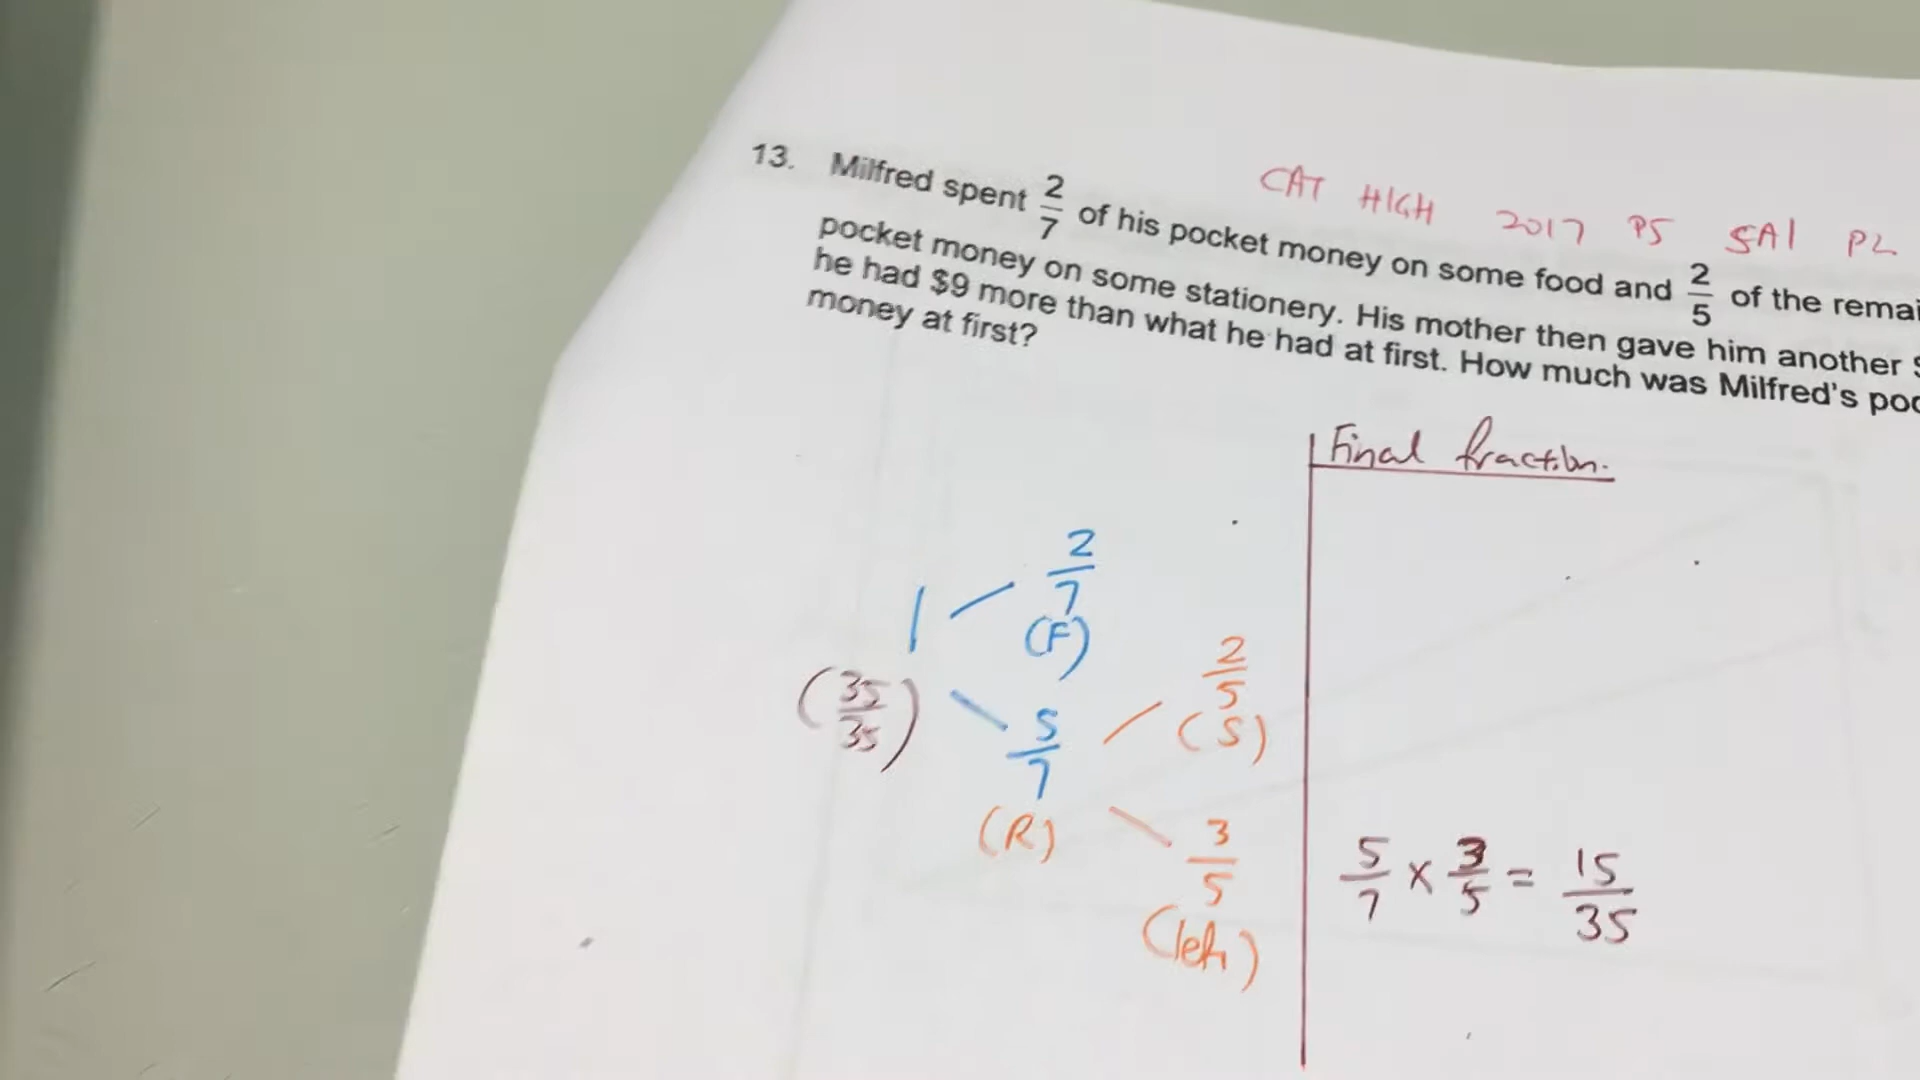 CAT HIGH 2017 P5 SA1 P2
13. Milfred spent 2/7 of his pocket money on some food and 2/5 of the
pocket money on some stationery. His mother then gave him another
he had $9 more than what he had at first. How much was Milfred's
money at first?
Final fraction.
1
2/7
(F)
(35/35)
5/7
(R)
2/5
(S)
3/5
(left)
5/7 × 3/5 = 15/35